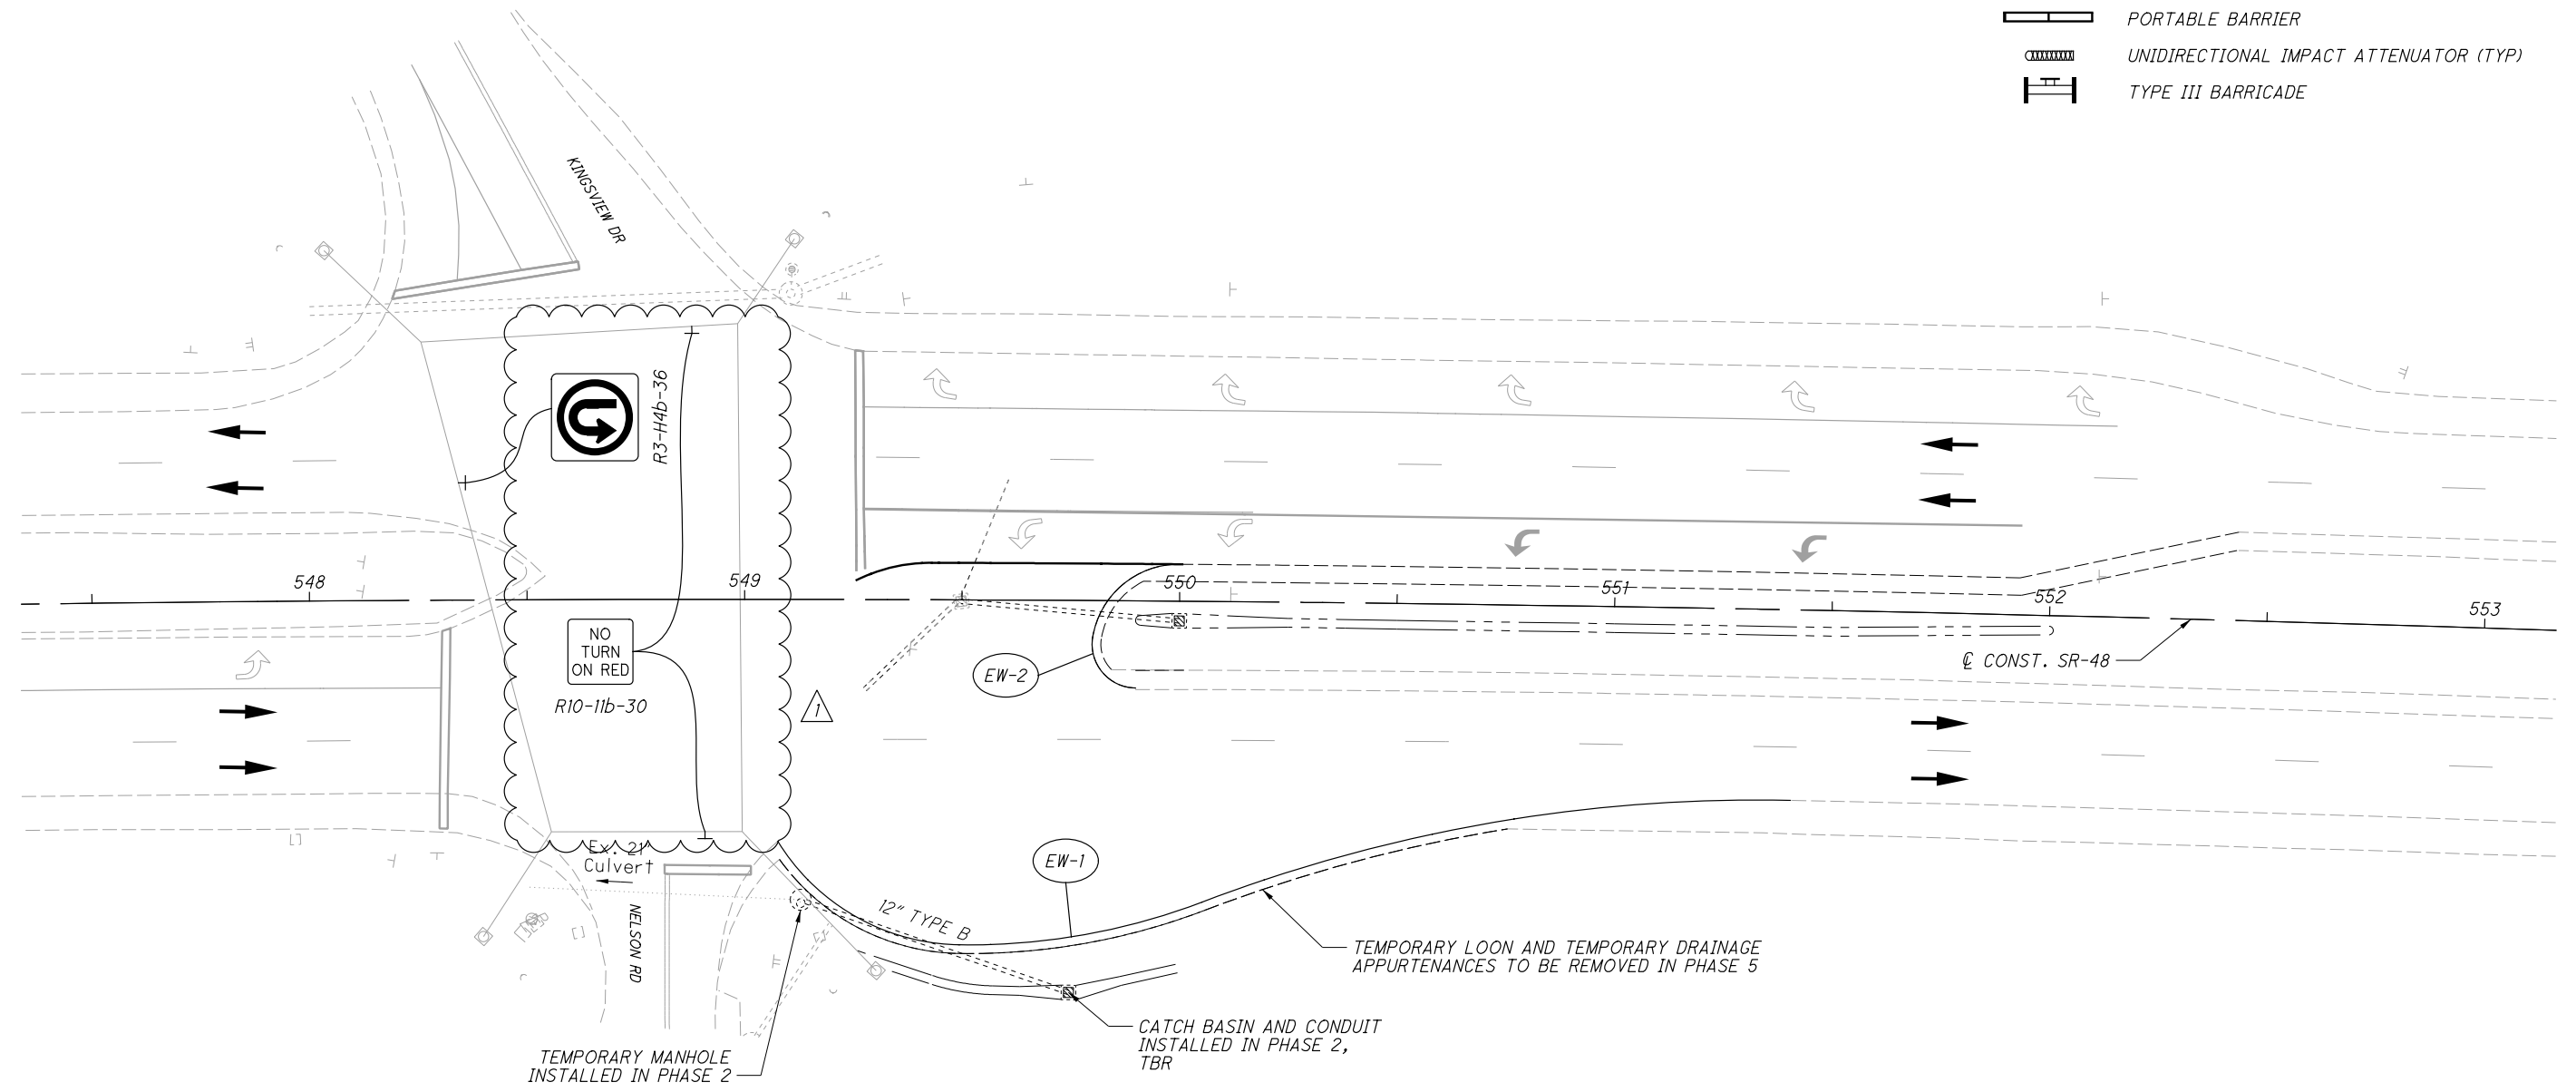 PORTABLE BARRIER
UNIDIRECTIONAL IMPACT ATTENUATOR (TYP)
TYPE III BARRICADE
KINGSVIEW DR
R3-H4b-36
548
549
550
551
552
553
NO
TURN
ON RED
R10-11b-30
EW-2
1
℄ CONST. SR-48
Ex. 21"
Culvert
EW-1
NELSON RD
12" TYPE B
TEMPORARY LOON AND TEMPORARY DRAINAGE
APPURTENANCES TO BE REMOVED IN PHASE 5
CATCH BASIN AND CONDUIT
INSTALLED IN PHASE 2,
TBR
TEMPORARY MANHOLE
INSTALLED IN PHASE 2